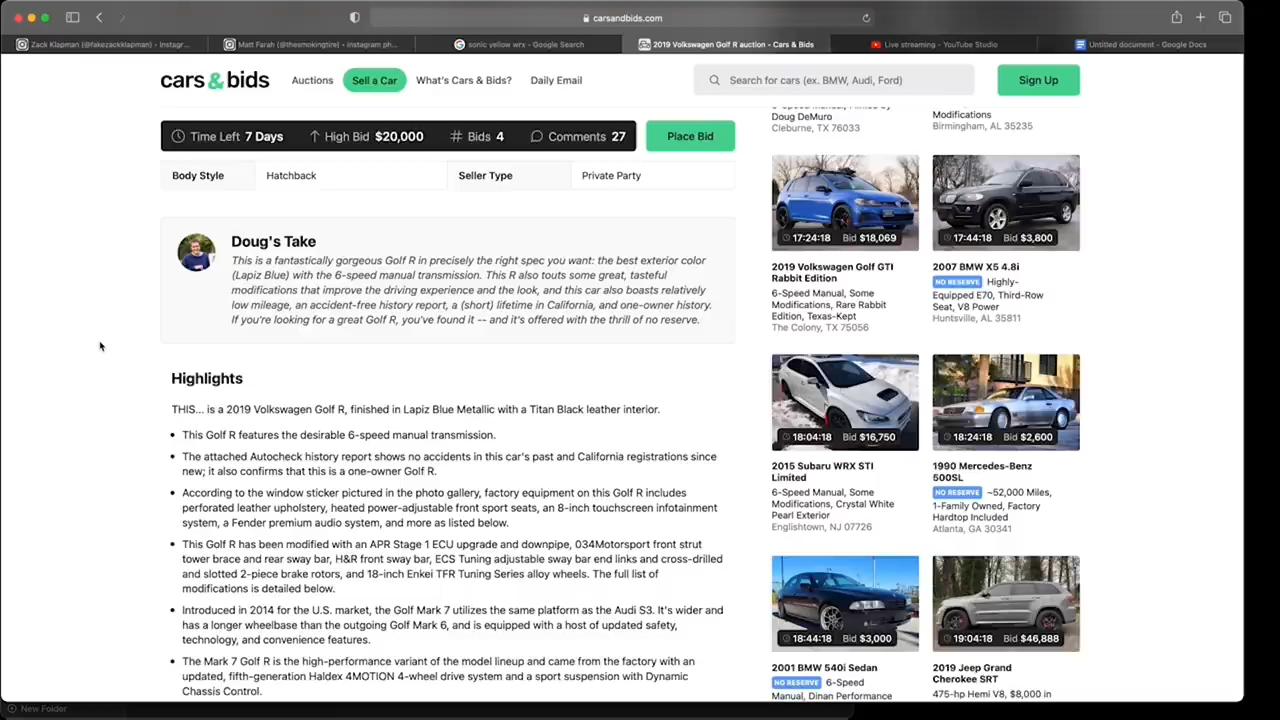 carsandbids.com
Zack Klapman (@fakezackklapman) • Instagr...
Matt Farah (@thesmokingtire) • Instagram ph...
sonic yellow wrx - Google Search
2019 Volkswagen Golf R auction - Cars & Bids
Live streaming - YouTube Studio
Untitled document - Google Docs
cars&bids
Auctions
Sell a Car
What's Cars & Bids?
Daily Email
Search for cars (ex. BMW, Audi, Ford)
Sign Up
Time Left 7 Days
High Bid $20,000
# Bids 4
Comments 27
Place Bid
Body Style
Hatchback
Seller Type
Private Party
Doug's Take
This is a fantastically gorgeous Golf R in precisely the right spec you want: the best exterior color
(Lapiz Blue) with the 6-speed manual transmission. This R also touts some great, tasteful
modifications that improve the driving experience and the look, and this car also boasts relatively
low mileage, an accident-free history report, a (short) lifetime in California, and one-owner history.
If you're looking for a great Golf R, you've found it -- and it's offered with the thrill of no reserve.
Highlights
THIS... is a 2019 Volkswagen Golf R, finished in Lapiz Blue Metallic with a Titan Black leather interior.
• This Golf R features the desirable 6-speed manual transmission.
• The attached Autocheck history report shows no accidents in this car's past and California registrations since
new; it also confirms that this is a one-owner Golf R.
• According to the window sticker pictured in the photo gallery, factory equipment on this Golf R includes
perforated leather upholstery, heated power-adjustable front sport seats, an 8-inch touchscreen infotainment
system, a Fender premium audio system, and more as listed below.
• This Golf R has been modified with an APR Stage 1 ECU upgrade and downpipe, 034Motorsport front strut
tower brace and rear sway bar, H&R front sway bar, ECS Tuning adjustable sway bar end links and cross-drilled
and slotted 2-piece brake rotors, and 18-inch Enkei TFR Tuning Series alloy wheels. The full list of
modifications is detailed below.
• Introduced in 2014 for the U.S. market, the Golf Mark 7 utilizes the same platform as the Audi S3. It's wider and
has a longer wheelbase than the outgoing Golf Mark 6, and is equipped with a host of updated safety,
technology, and convenience features.
• The Mark 7 Golf R is the high-performance variant of the model lineup and came from the factory with an
updated, fifth-generation Haldex 4MOTION 4-wheel drive system and a sport suspension with Dynamic
Chassis Control.
Doug DeMuro
Cleburne, TX 76033
Modifications
Birmingham, AL 35235
17:24:18 Bid $18,069
2019 Volkswagen Golf GTI
Rabbit Edition
6-Speed Manual, Some
Modifications, Rare Rabbit
Edition, Texas-Kept
The Colony, TX 75056
17:44:18 Bid $3,800
2007 BMW X5 4.8i
NO RESERVE Highly-
Equipped E70, Third-Row
Seat, V8 Power
Huntsville, AL 35811
18:04:18 Bid $16,750
2015 Subaru WRX STI
Limited
6-Speed Manual, Some
Modifications, Crystal White
Pearl Exterior
Englishtown, NJ 07726
18:24:18 Bid $2,600
1990 Mercedes-Benz
500SL
NO RESERVE ~52,000 Miles,
1-Family Owned, Factory
Hardtop Included
Atlanta, GA 30341
18:44:18 Bid $3,000
2001 BMW 540i Sedan
NO RESERVE 6-Speed
Manual, Dinan Performance
19:04:18 Bid $46,888
2019 Jeep Grand
Cherokee SRT
475-hp Hemi V8, $8,000 in
New Folder